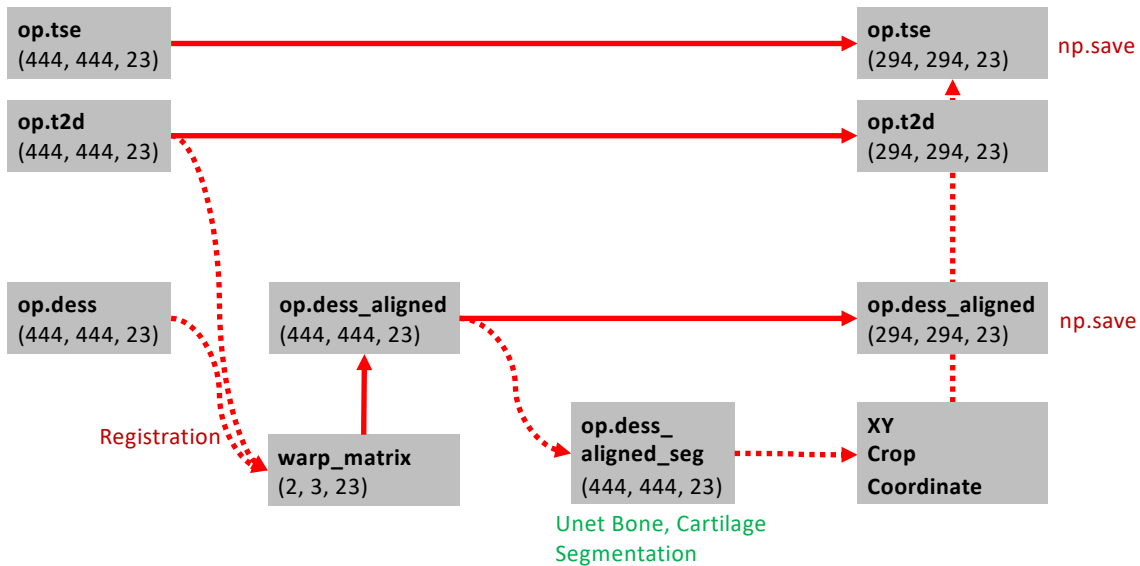 op.tse
(444, 444, 23)
op.tse
(294, 294, 23)
np.save
op.t2d
(444, 444, 23)
op.t2d
(294, 294, 23)
op.dess
(444, 444, 23)
op.dess_aligned
(444, 444, 23)
op.dess_aligned
(294, 294, 23)
np.save
Registration
warp_matrix
(2, 3, 23)
op.dess_
aligned_seg
(444, 444, 23)
XY
Crop
Coordinate
Unet Bone, Cartilage
Segmentation